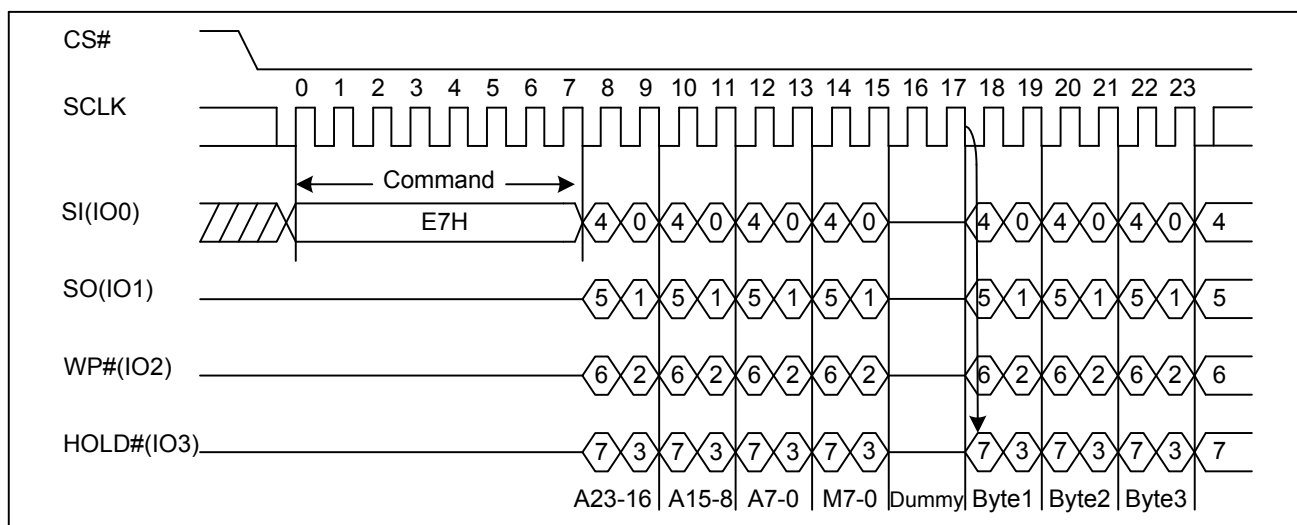 CS#
0 1 2 3 4 5 6 7 8 9 10 11 12 13 14 15 16 17 18 19 20 21 22 23
SCLK
Command
SI(IO0)
E7H
4 0 4 0 4 0 4 0 4 0 4 0 4 0 4
SO(IO1)
5 1 5 1 5 1 5 1 5 1 5 1 5 1 5
WP#(IO2)
6 2 6 2 6 2 6 2 6 2 6 2 6 2 6
HOLD#(IO3)
7 3 7 3 7 3 7 3 7 3 7 3 7 3 7
A23-16 A15-8 A7-0 M7-0 Dummy Byte1 Byte2 Byte3